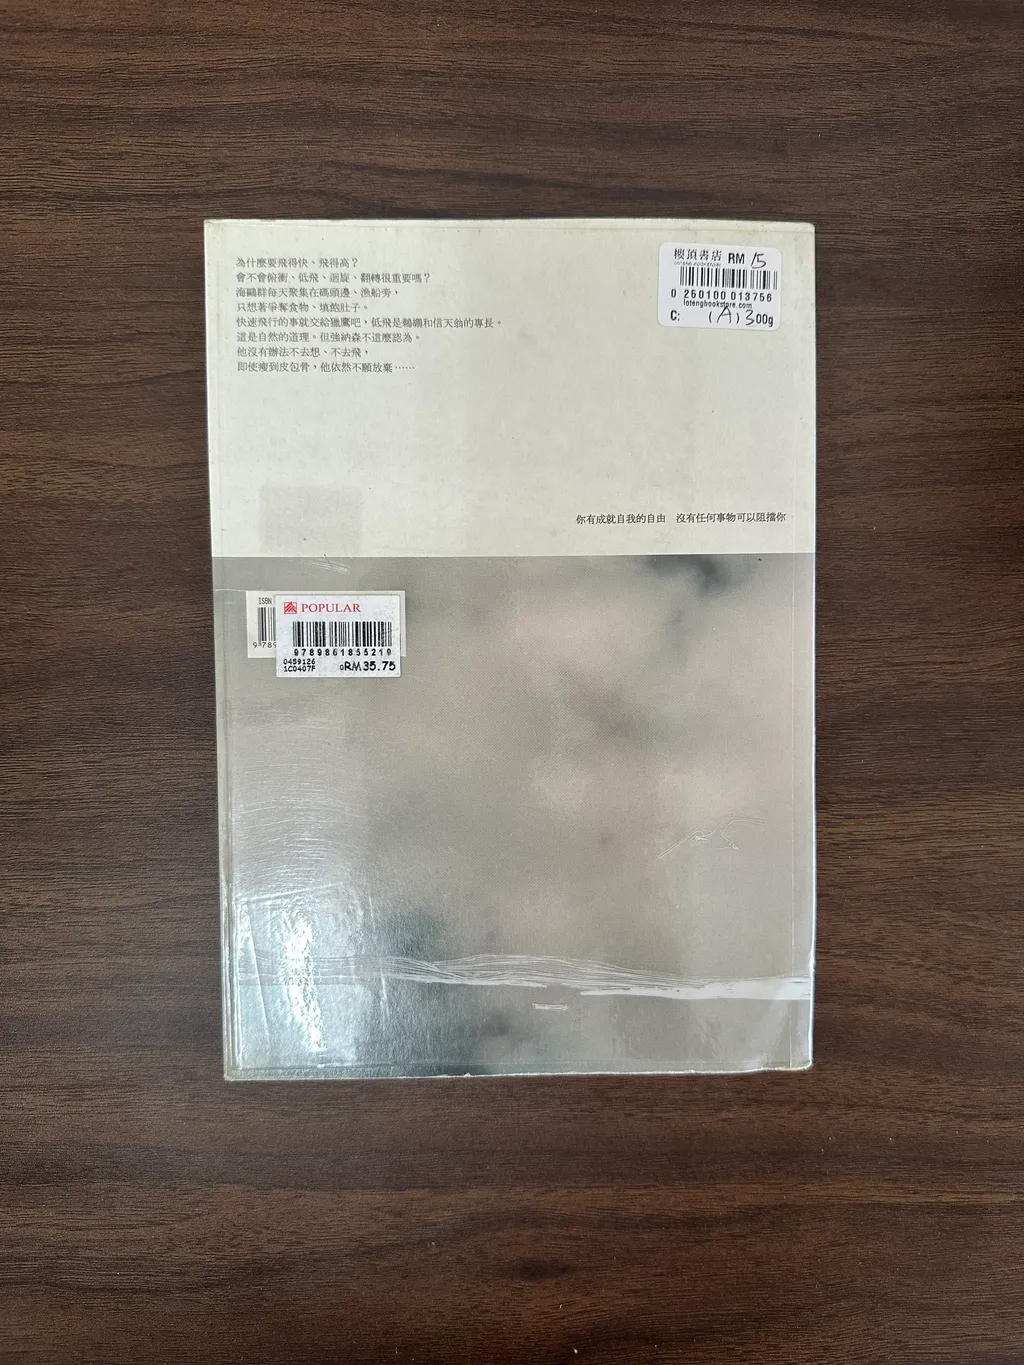 為什麼要飛得快、飛得高？
會不會俯衝、低飛、迴旋、翻轉很重要嗎？
海鷗群每天聚集在碼頭邊、漁船旁，
只想著爭奪食物、填飽肚子。
快速飛行的事就交給獵鷹吧，低飛是鵜鶘和信天翁的專長。
這是自然的道理。但強納森不這麼認為。
他沒有辦法不去想、不去飛，
即使瘦到皮包骨，他依然不願放棄……
樓頂書店 RM 15
0 250100 013756
lotengbookstore.com
C: (A) 300g
你有成就自我的自由 沒有任何事物可以阻擋你
ISBN
9 789
POPULAR
9789861855219
0459126
1C0407F
RM35.75